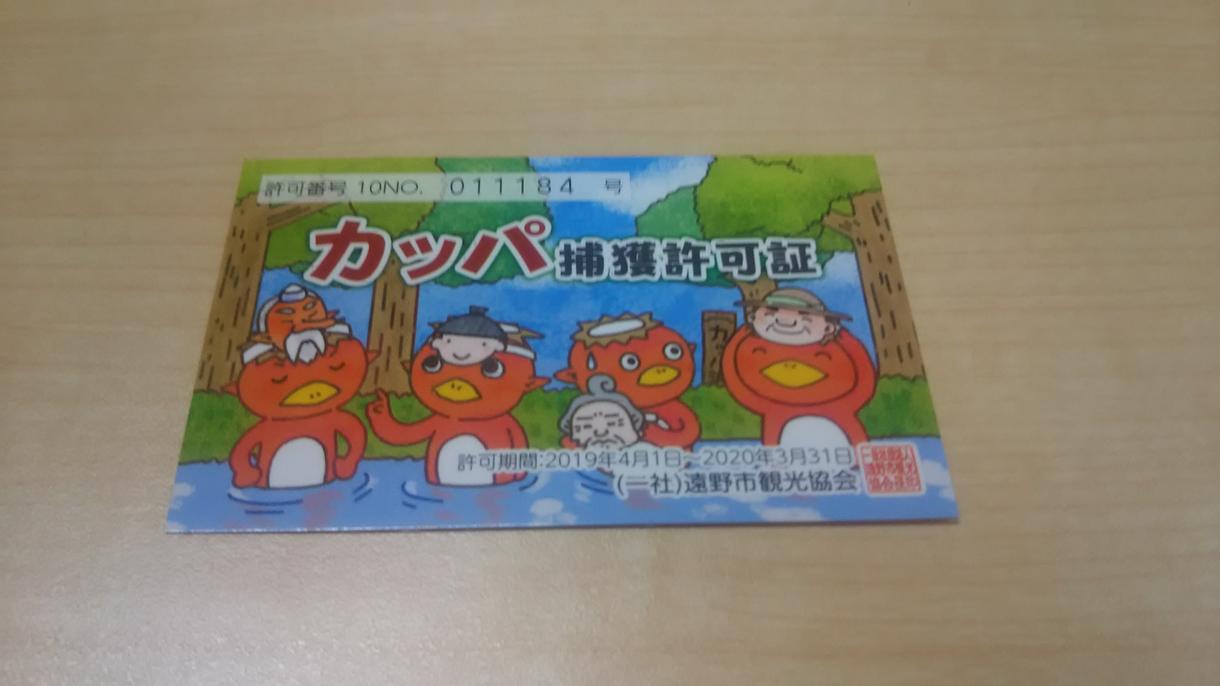 許可番号 10NO. 011184 号
カッパ捕獲許可証
カッ
許可期間:2019年4月1日~2020年3月31日
(一社)遠野市観光協会